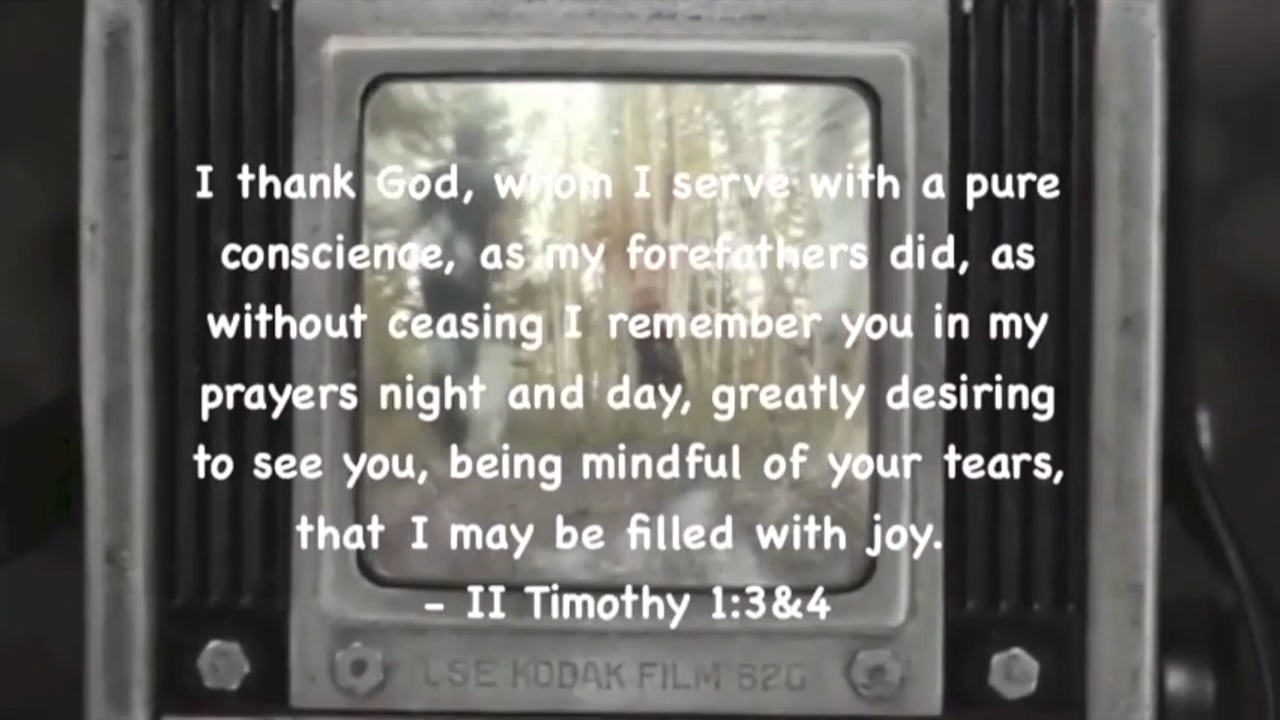 I thank God, whom I serve with a pure
conscience, as my forefathers did, as
without ceasing I remember you in my
prayers night and day, greatly desiring
to see you, being mindful of your tears,
that I may be filled with joy.
– II Timothy 1:3&4
USE KODAK FILM 620